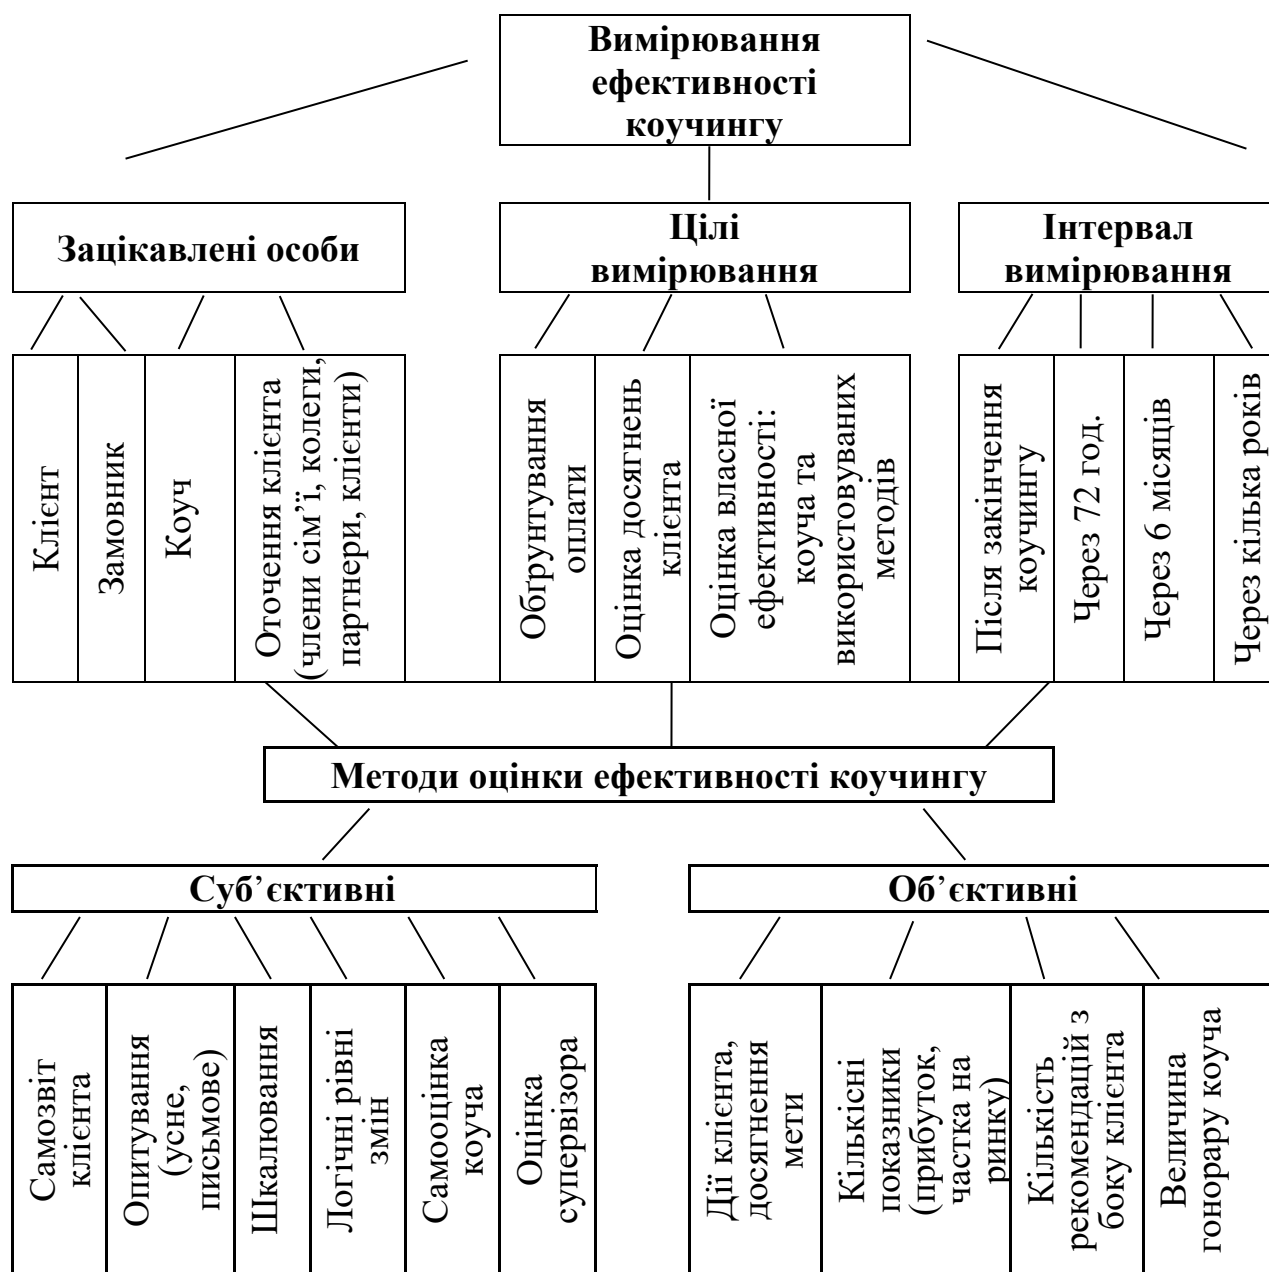 Вимірювання
ефективності
коучингу
Зацікавлені особи
Цілі
вимірювання
Інтервал
вимірювання
Клієнт
Замовник
Коуч
Оточення клієнта
(члени сім’ї, колеги,
партнери, клієнти)
Обґрунтування
оплати
Оцінка досягнень
клієнта
Оцінка власної
ефективності:
коуча та
використовуваних
методів
Після закінчення
коучингу
Через 72 год.
Через 6 місяців
Через кілька років
Методи оцінки ефективності коучингу
Суб’єктивні
Об’єктивні
Самозвіт
клієнта
Опитування
(усне,
письмове)
Шкалювання
Логічні рівні
змін
Самооцінка
коуча
Оцінка
супервізора
Дії клієнта,
досягнення
мети
Кількісні
показники
(прибуток,
частка на
ринку)
Кількість
рекомендацій з
боку клієнта
Величина
гонорару коуча